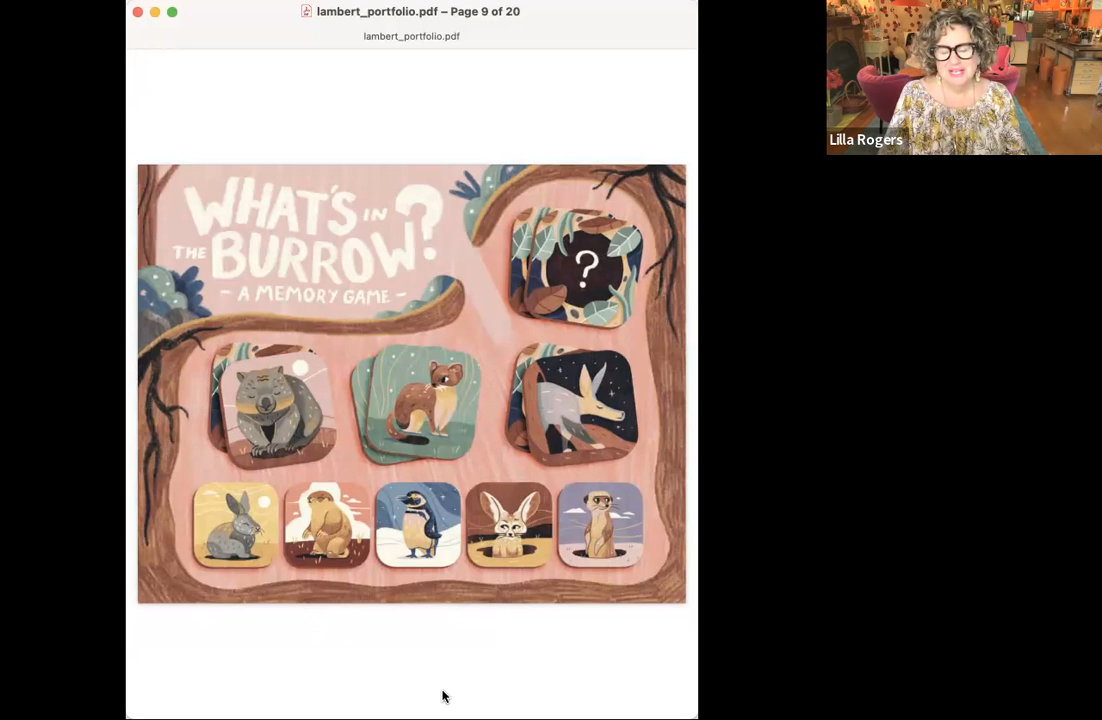 lambert_portfolio.pdf – Page 9 of 20
lambert_portfolio.pdf
Lilla Rogers
WHAT'S IN
THE BURROW?
- A MEMORY GAME -
?